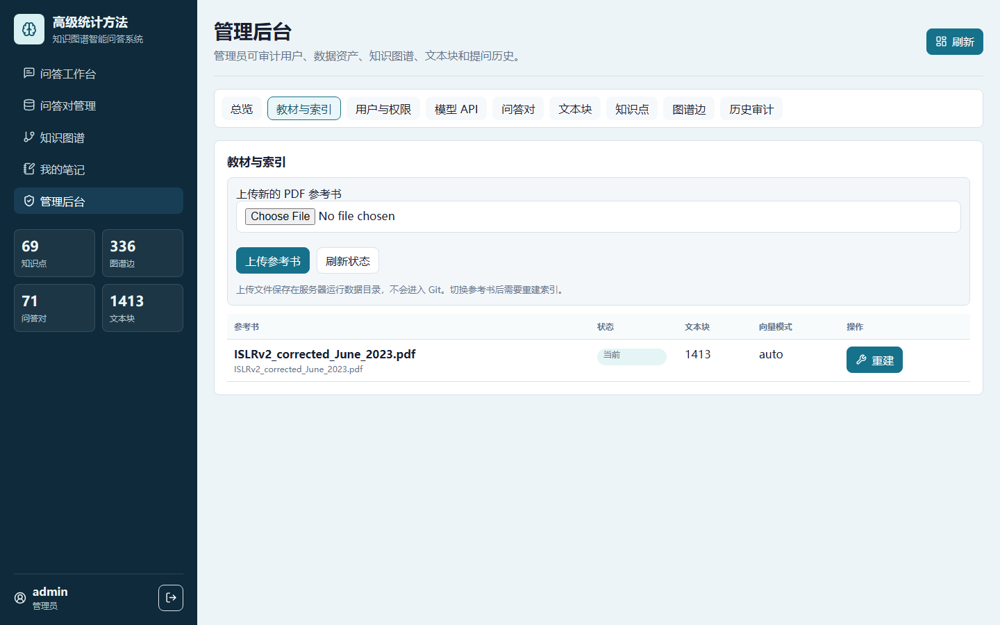 高级统计方法
知识图谱智能问答系统
问答工作台
问答对管理
知识图谱
我的笔记
管理后台
69
知识点
336
图谱边
71
问答对
1413
文本块
admin
管理员
管理后台
管理员可审计用户、数据资产、知识图谱、文本块和提问历史。
刷新
总览 教材与索引 用户与权限 模型 API 问答对 文本块 知识点 图谱边 历史审计
教材与索引
上传新的 PDF 参考书
Choose File No file chosen
上传参考书 刷新状态
上传文件保存在服务器运行数据目录，不会进入 Git。切换参考书后需要重建索引。
参考书 状态 文本块 向量模式 操作
ISLRv2_corrected_June_2023.pdf 当前 1413 auto 重建
ISLRv2_corrected_June_2023.pdf